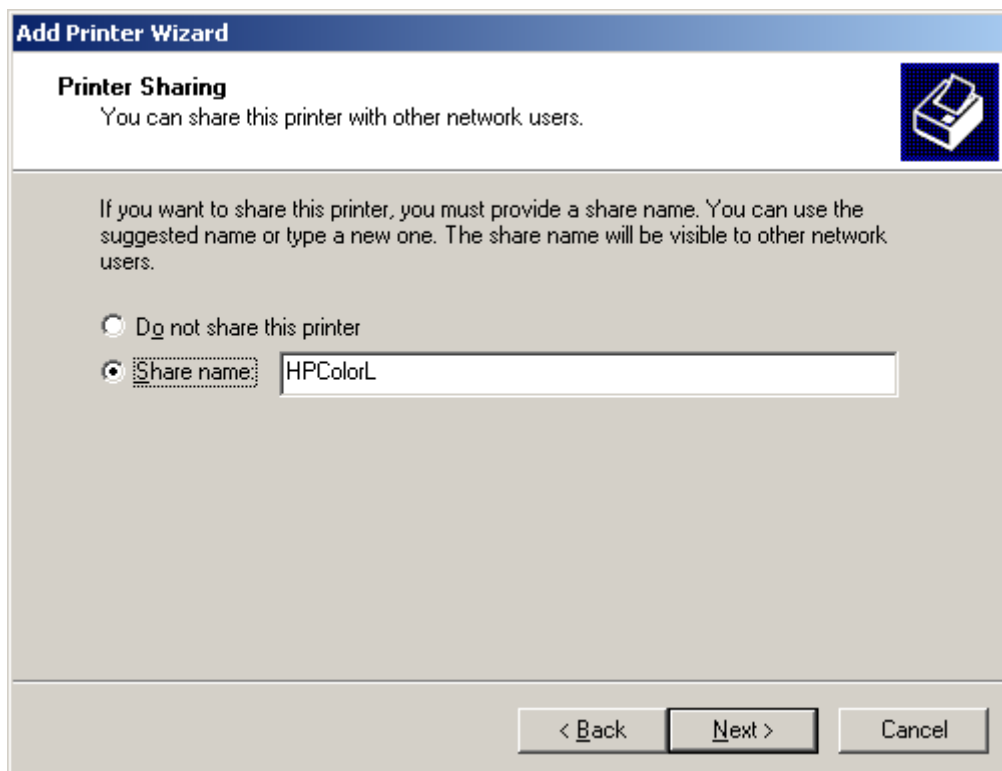 Add Printer Wizard
Printer Sharing
You can share this printer with other network users.
If you want to share this printer, you must provide a share name. You can use the
suggested name or type a new one. The share name will be visible to other network
users.
Do not share this printer
Share name: HPColorL
< Back Next > Cancel